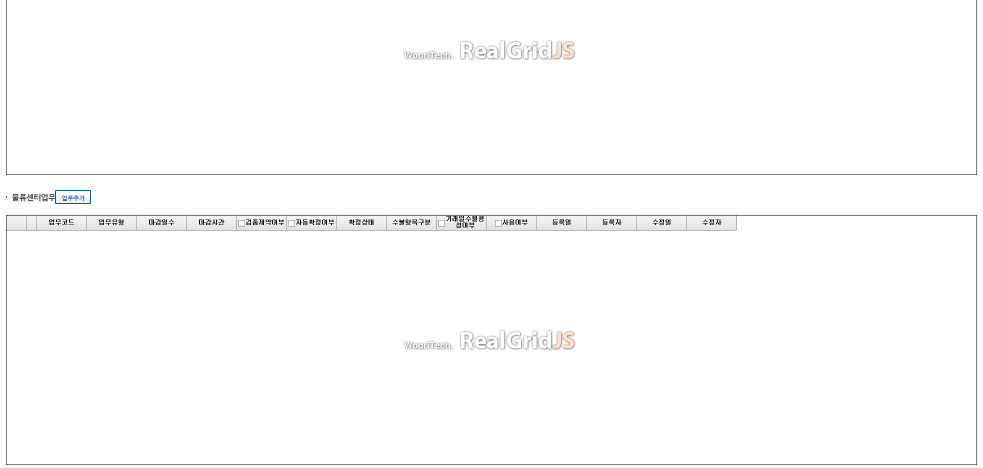 WooriTech. RealGridJS
물류센터업무 업무추가
업무코드 업무유형 마감일수 마감시간 검품제약여부 자동확정여부 확정상태 수불항목구분 거래일수불생 사용여부 등록일 등록자 수정일 수정자
성여부
WooriTech. RealGridJS